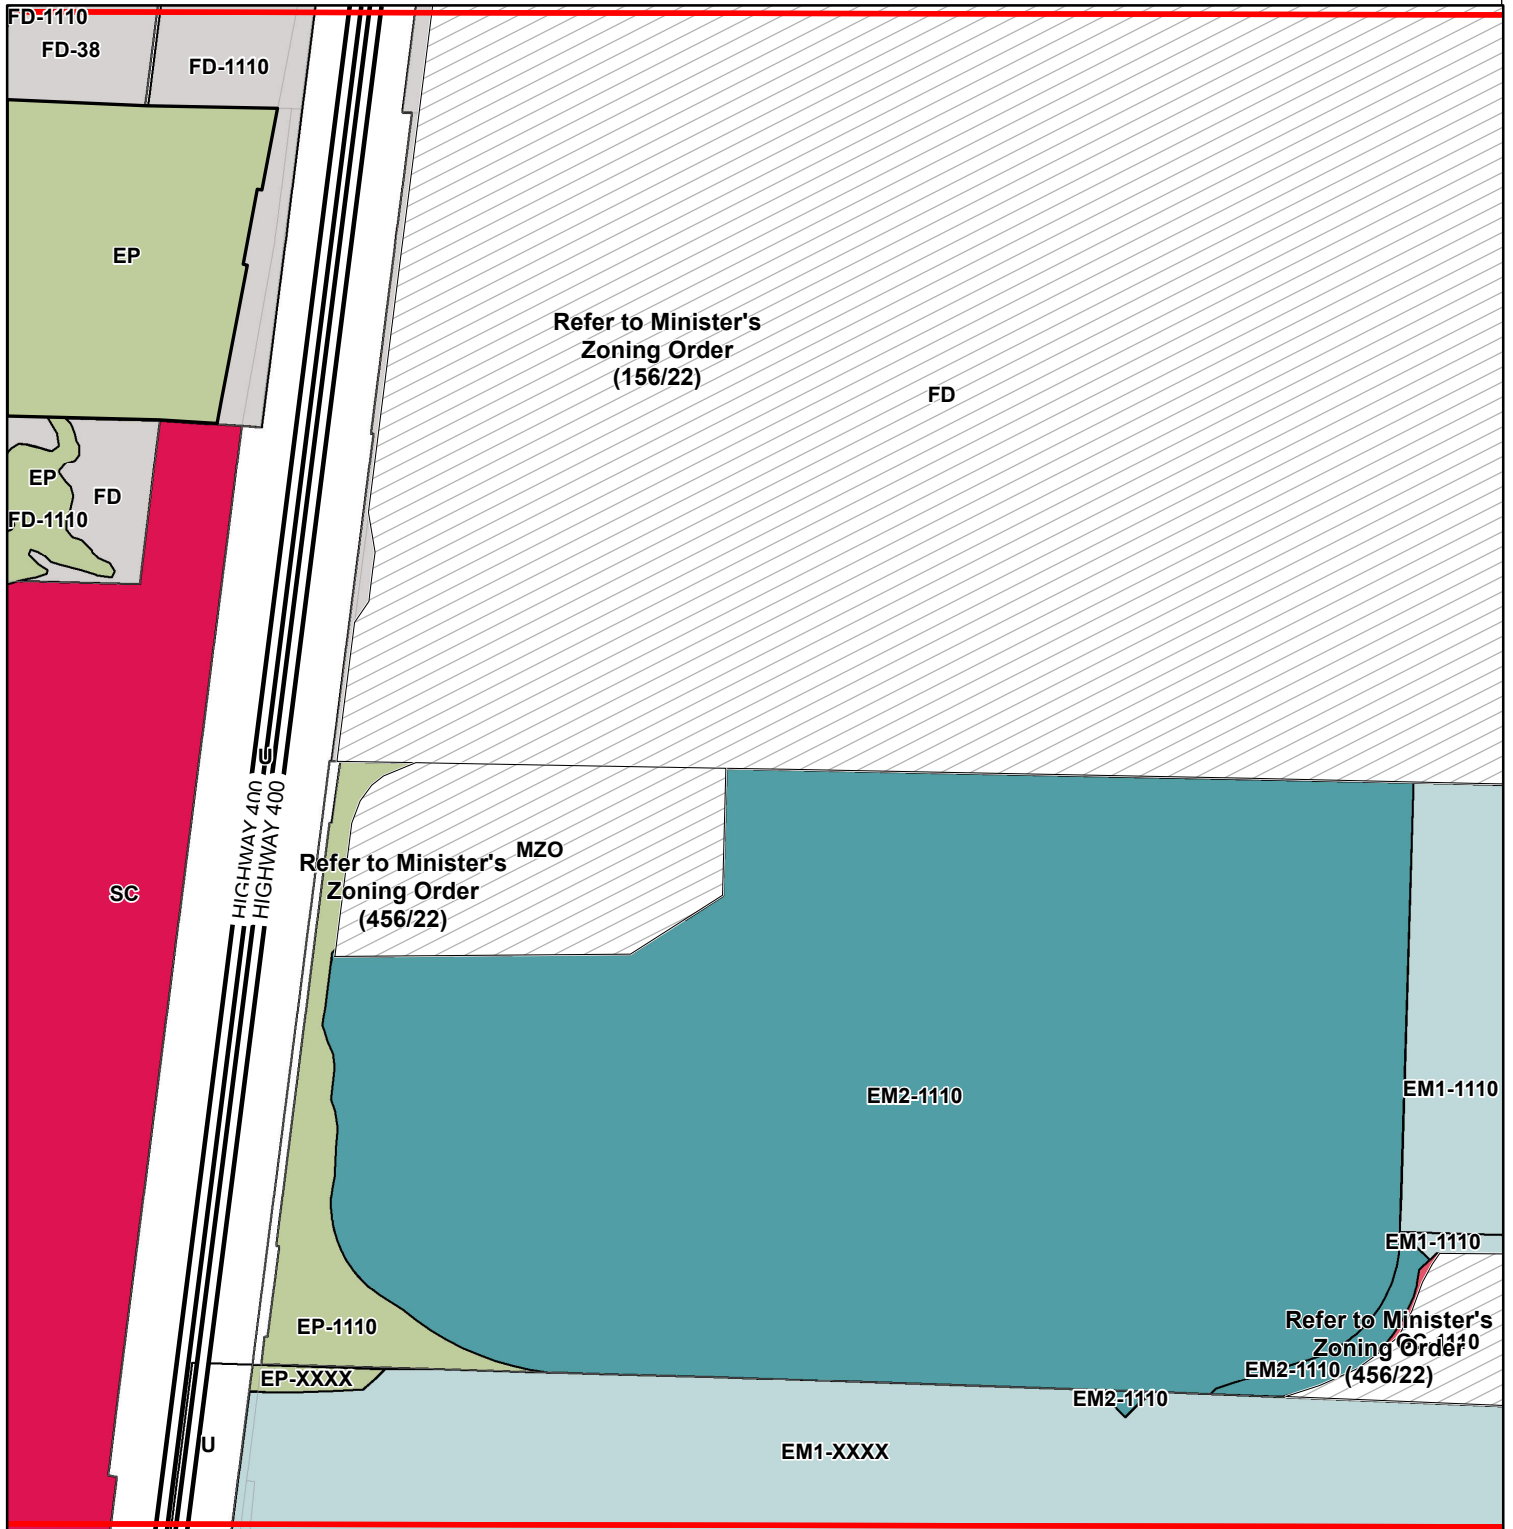 FD-1110
FD-38
FD-1110
EP
Refer to Minister's
Zoning Order
(156/22)
FD
EP
FD
FD-1110
U
HIGHWAY 400
HIGHWAY 400
MZO
Refer to Minister's
Zoning Order
(456/22)
SC
EM2-1110
EM1-1110
EM1-1110
EP-1110
Refer to Minister's
Zoning Order
(456/22)
EM2-1110
EP-XXXX
EM2-1110
U
EM1-XXXX